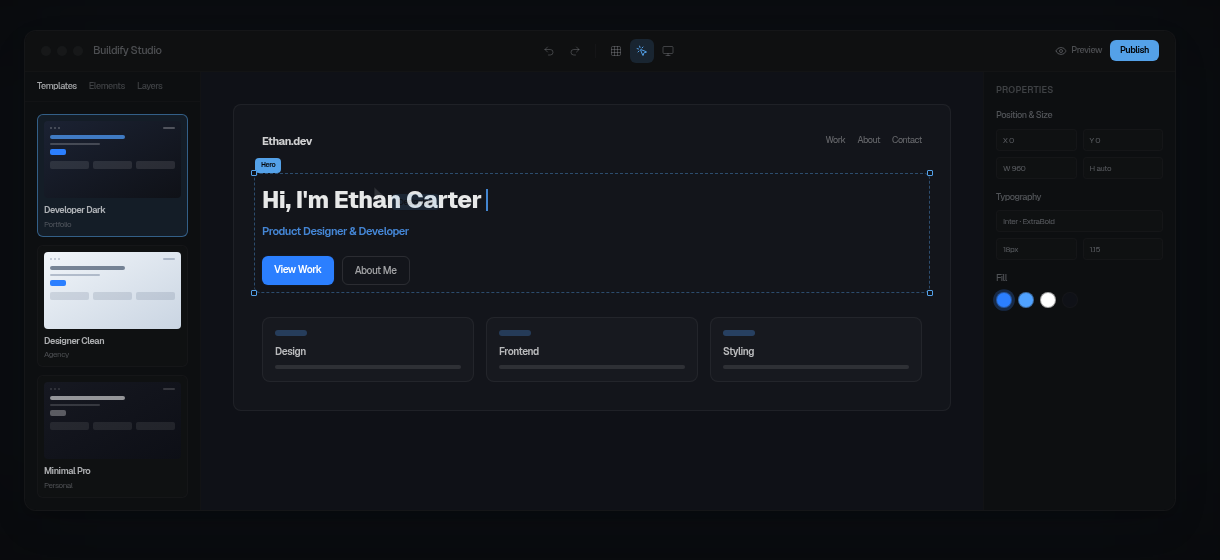 Buildify Studio
Preview
Publish
Templates Elements Layers
Developer Dark
Portfolio
Designer Clean
Agency
Minimal Pro
Personal
Ethan.dev
Work About Contact
Hero
Hi, I'm Ethan Carter
Product Designer & Developer
View Work
About Me
Design
Frontend
Styling
PROPERTIES
Position & Size
X 0
Y 0
W 960
H auto
Typography
Inter · ExtraBold
18px
1.15
Fill